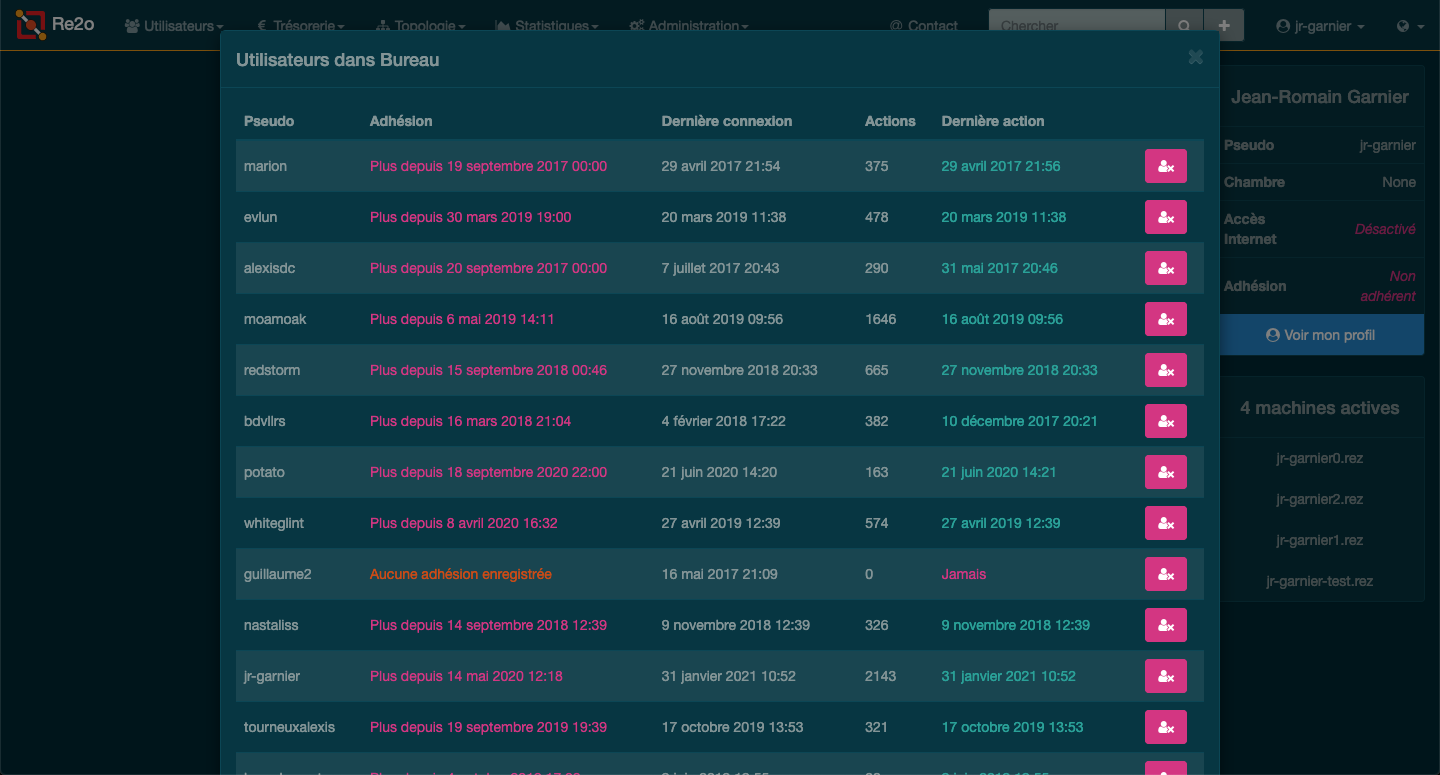 Re2o Utilisateurs Trésorerie Topologie Statistiques Administration @ Contact Chercher jr-garnier
Utilisateurs dans Bureau
Pseudo Adhésion Dernière connexion Actions Dernière action
marion Plus depuis 19 septembre 2017 00:00 29 avril 2017 21:54 375 29 avril 2017 21:56
evlun Plus depuis 30 mars 2019 19:00 20 mars 2019 11:38 478 20 mars 2019 11:38
alexisdc Plus depuis 20 septembre 2017 00:00 7 juillet 2017 20:43 290 31 mai 2017 20:46
moamoak Plus depuis 6 mai 2019 14:11 16 août 2019 09:56 1646 16 août 2019 09:56
redstorm Plus depuis 15 septembre 2018 00:46 27 novembre 2018 20:33 665 27 novembre 2018 20:33
bdvllrs Plus depuis 16 mars 2018 21:04 4 février 2018 17:22 382 10 décembre 2017 20:21
potato Plus depuis 18 septembre 2020 22:00 21 juin 2020 14:20 163 21 juin 2020 14:21
whiteglint Plus depuis 8 avril 2020 16:32 27 avril 2019 12:39 574 27 avril 2019 12:39
guillaume2 Aucune adhésion enregistrée 16 mai 2017 21:09 0 Jamais
nastaliss Plus depuis 14 septembre 2018 12:39 9 novembre 2018 12:39 326 9 novembre 2018 12:39
jr-garnier Plus depuis 14 mai 2020 12:18 31 janvier 2021 10:52 2143 31 janvier 2021 10:52
tourneuxalexis Plus depuis 19 septembre 2019 19:39 17 octobre 2019 13:53 321 17 octobre 2019 13:53
Jean-Romain Garnier
Pseudo jr-garnier
Chambre None
Accès
Internet Désactivé
Adhésion Non
adhérent
Voir mon profil
4 machines actives
jr-garnier0.rez
jr-garnier2.rez
jr-garnier1.rez
jr-garnier-test.rez